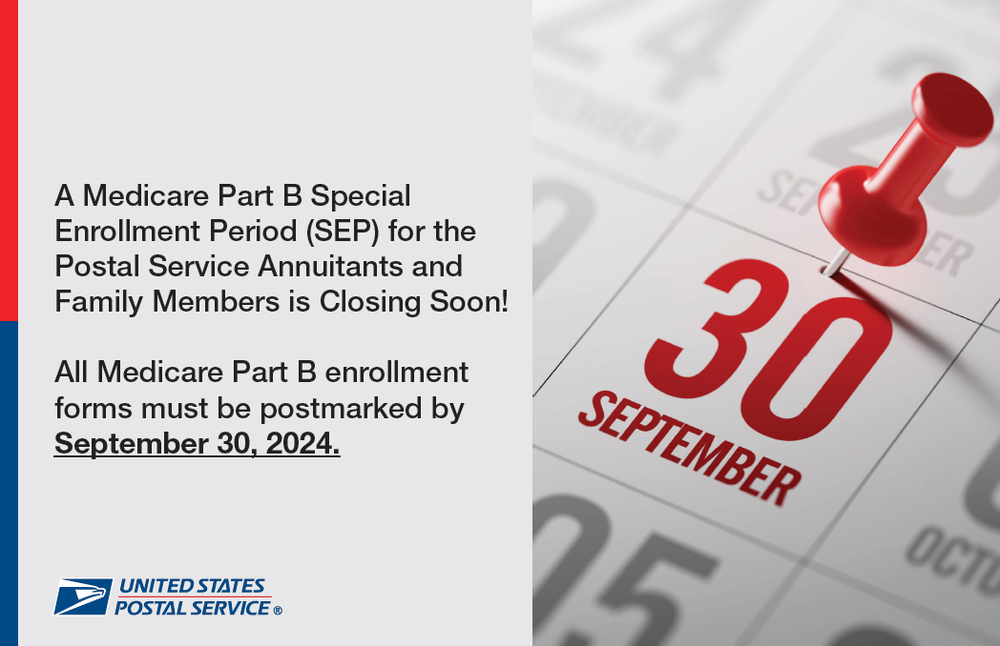 A Medicare Part B Special
Enrollment Period (SEP) for the
Postal Service Annuitants and
Family Members is Closing Soon!
All Medicare Part B enrollment
forms must be postmarked by
September 30, 2024.
UNITED STATES
POSTAL SERVICE®
24
25
30
SEPTEMBER
05